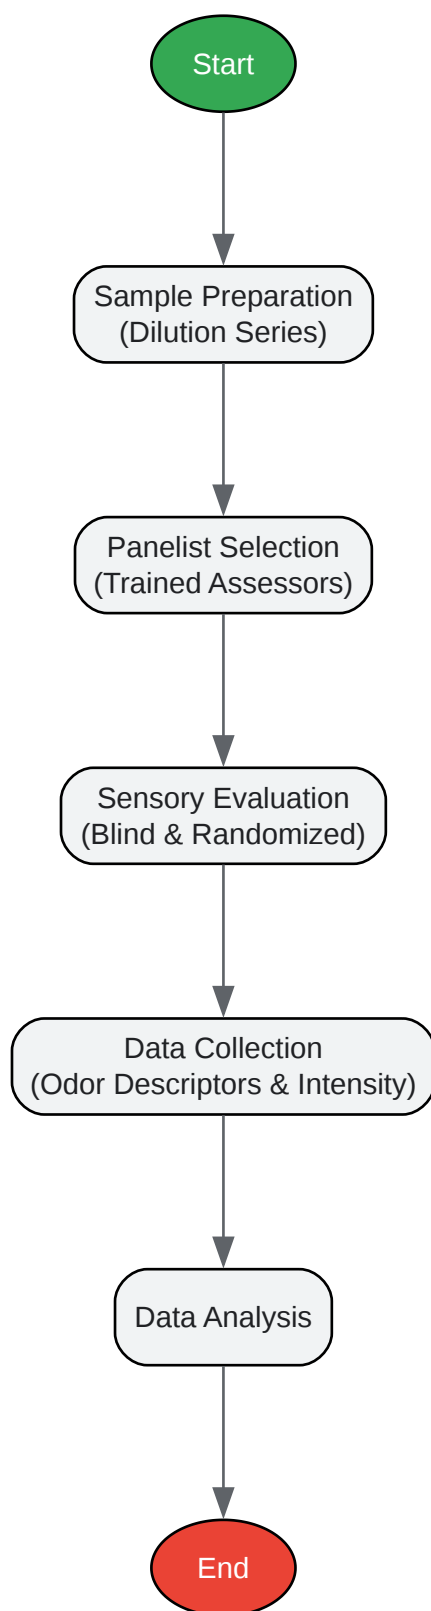 Start
Sample Preparation
(Dilution Series)
Panelist Selection
(Trained Assessors)
Sensory Evaluation
(Blind & Randomized)
Data Collection
(Odor Descriptors & Intensity)
Data Analysis
End